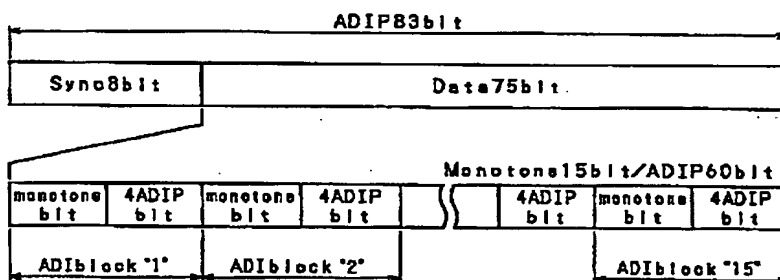 ADIP83bit
Sync8bit Data75bit
Monotone15bit/ADIP60bit
monotone bit 4ADIP bit monotone bit 4ADIP bit 4ADIP bit monotone bit 4ADIP bit
ADIblock "1" ADIblock "2" ADIblock "15"